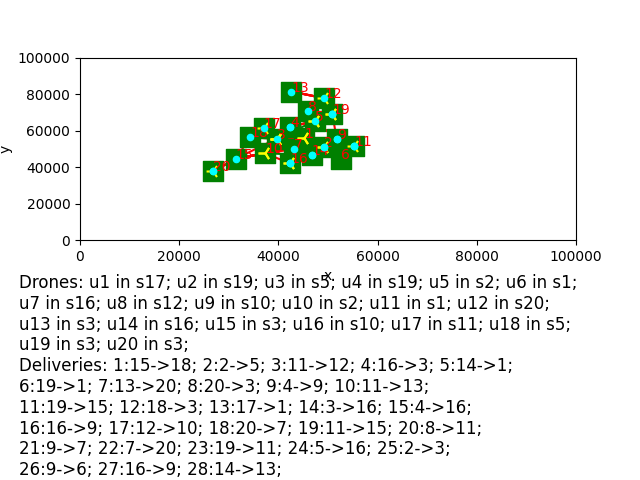 100000
80000
60000
40000
20000
0
y
0 20000 40000 60000 80000 100000
x
Drones: u1 in s17; u2 in s19; u3 in s5; u4 in s19; u5 in s2; u6 in s1;
u7 in s16; u8 in s12; u9 in s10; u10 in s2; u11 in s1; u12 in s20;
u13 in s3; u14 in s16; u15 in s3; u16 in s10; u17 in s11; u18 in s5;
u19 in s3; u20 in s3;
Deliveries: 1:15->18; 2:2->5; 3:11->12; 4:16->3; 5:14->1;
6:19->1; 7:13->20; 8:20->3; 9:4->9; 10:11->13;
11:19->15; 12:18->3; 13:17->1; 14:3->16; 15:4->16;
16:16->9; 17:12->10; 18:20->7; 19:11->15; 20:8->11;
21:9->7; 22:7->20; 23:19->11; 24:5->16; 25:2->3;
26:9->6; 27:16->9; 28:14->13;